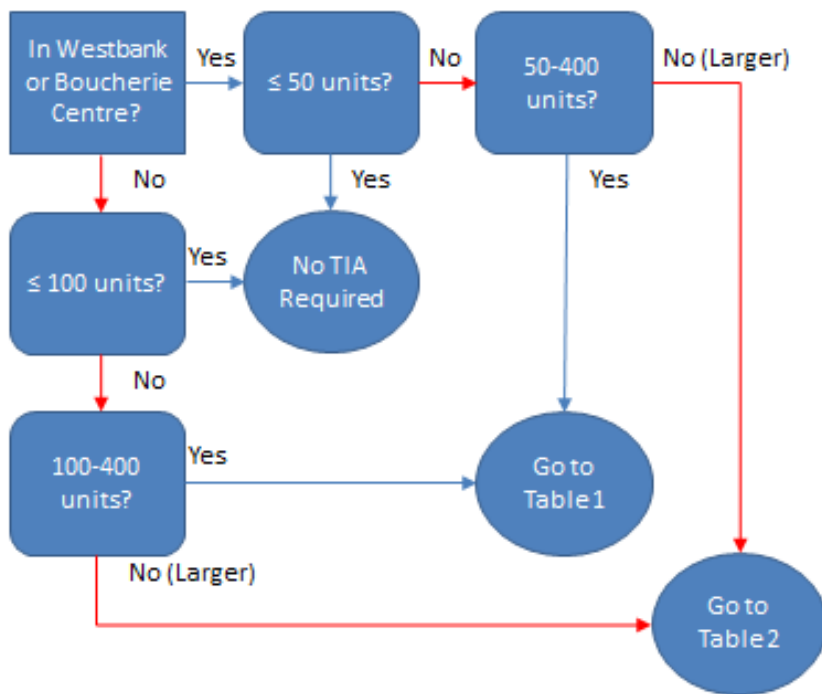 In Westbank
or Boucherie
Centre?
Yes
≤ 50 units?
No
50-400
units?
No (Larger)
No
Yes
Yes
≤ 100 units?
Yes
No TIA
Required
No
100-400
units?
Yes
Go to
Table 1
No (Larger)
Go to
Table 2